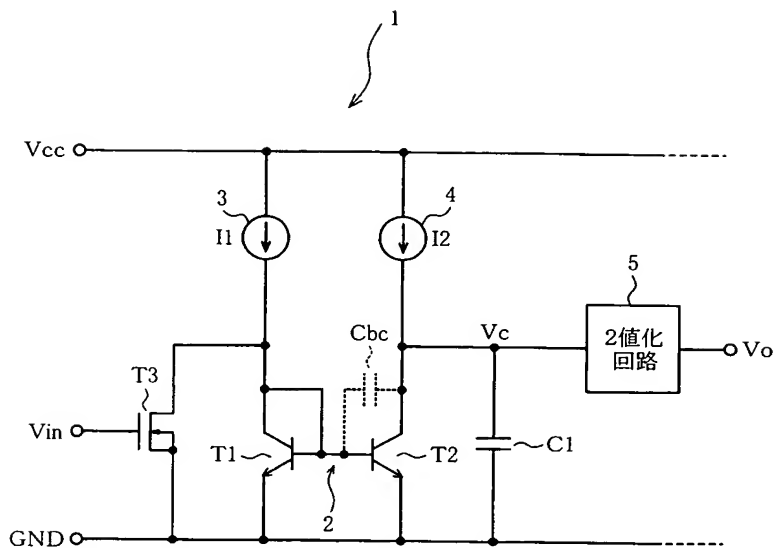 1
Vcc
3
I1
4
I2
Cbc
Vc
5
2値化
回路
Vo
T3
Vin
T1
T2
C1
2
GND